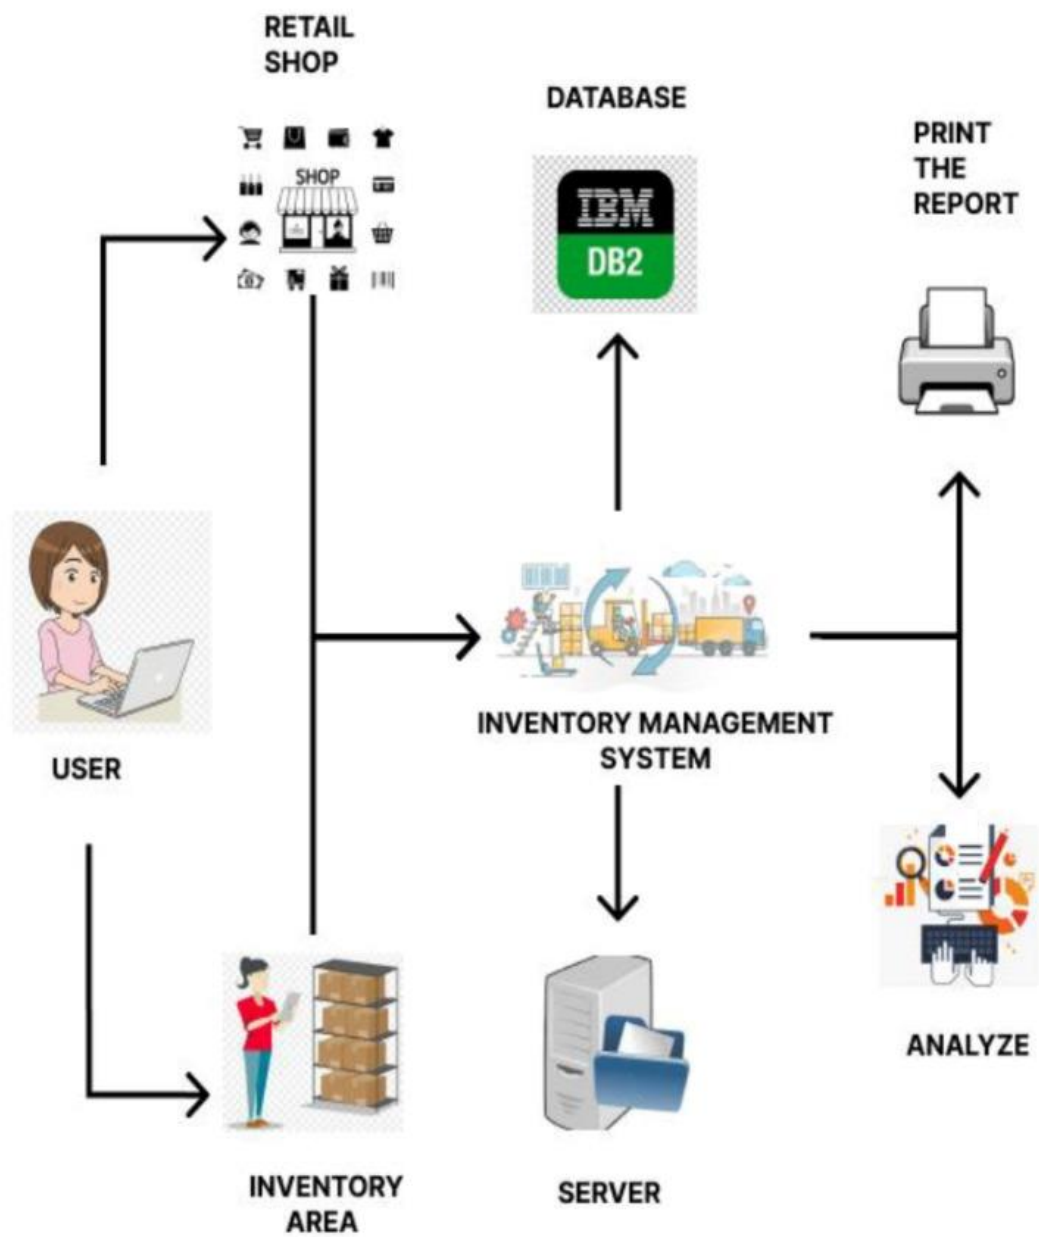 RETAIL
SHOP
DATABASE
PRINT
THE
REPORT
SHOP
IBM
DB2
USER
INVENTORY MANAGEMENT
SYSTEM
ANALYZE
INVENTORY
AREA
SERVER